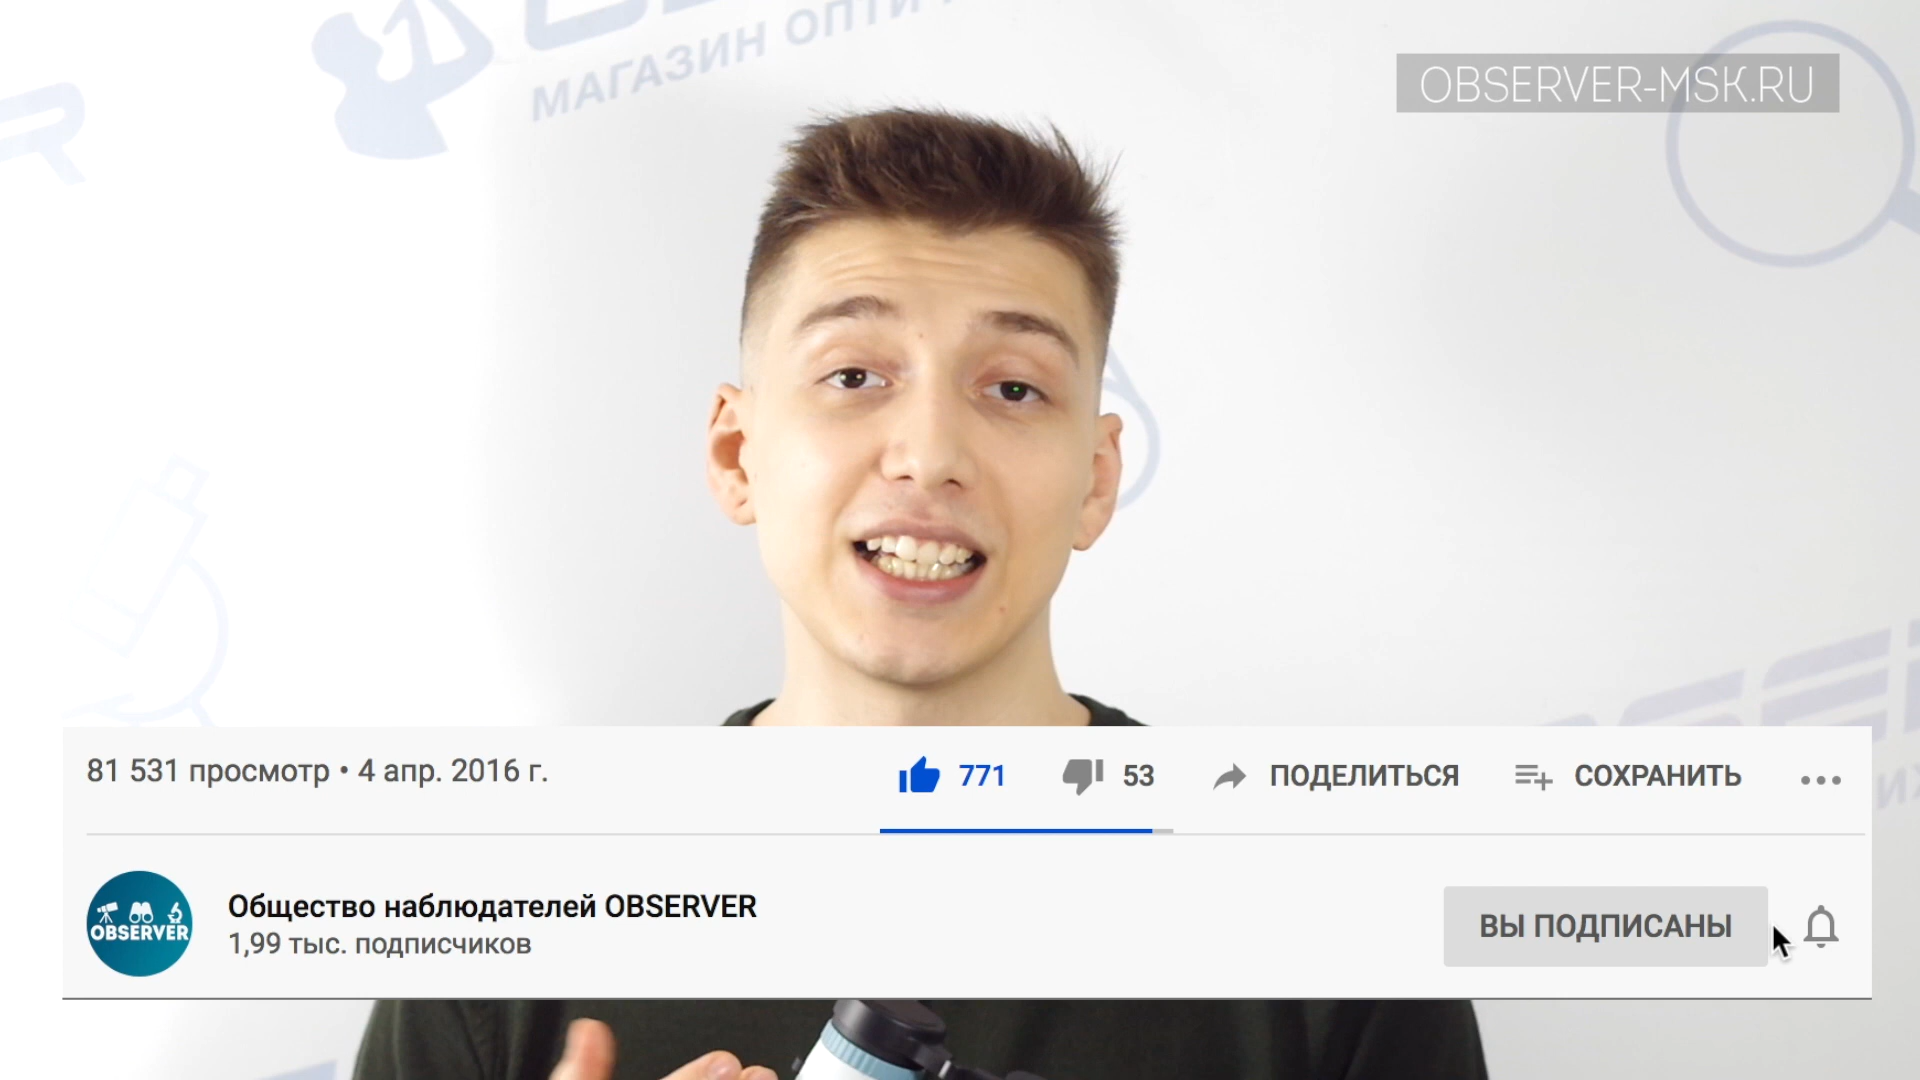 МАГАЗИН
OBSERVER-MSK.RU
81 531 просмотр • 4 апр. 2016 г.
771
53
ПОДЕЛИТЬСЯ
СОХРАНИТЬ
OBSERVER
Общество наблюдателей OBSERVER
1,99 тыс. подписчиков
ВЫ ПОДПИСАНЫ